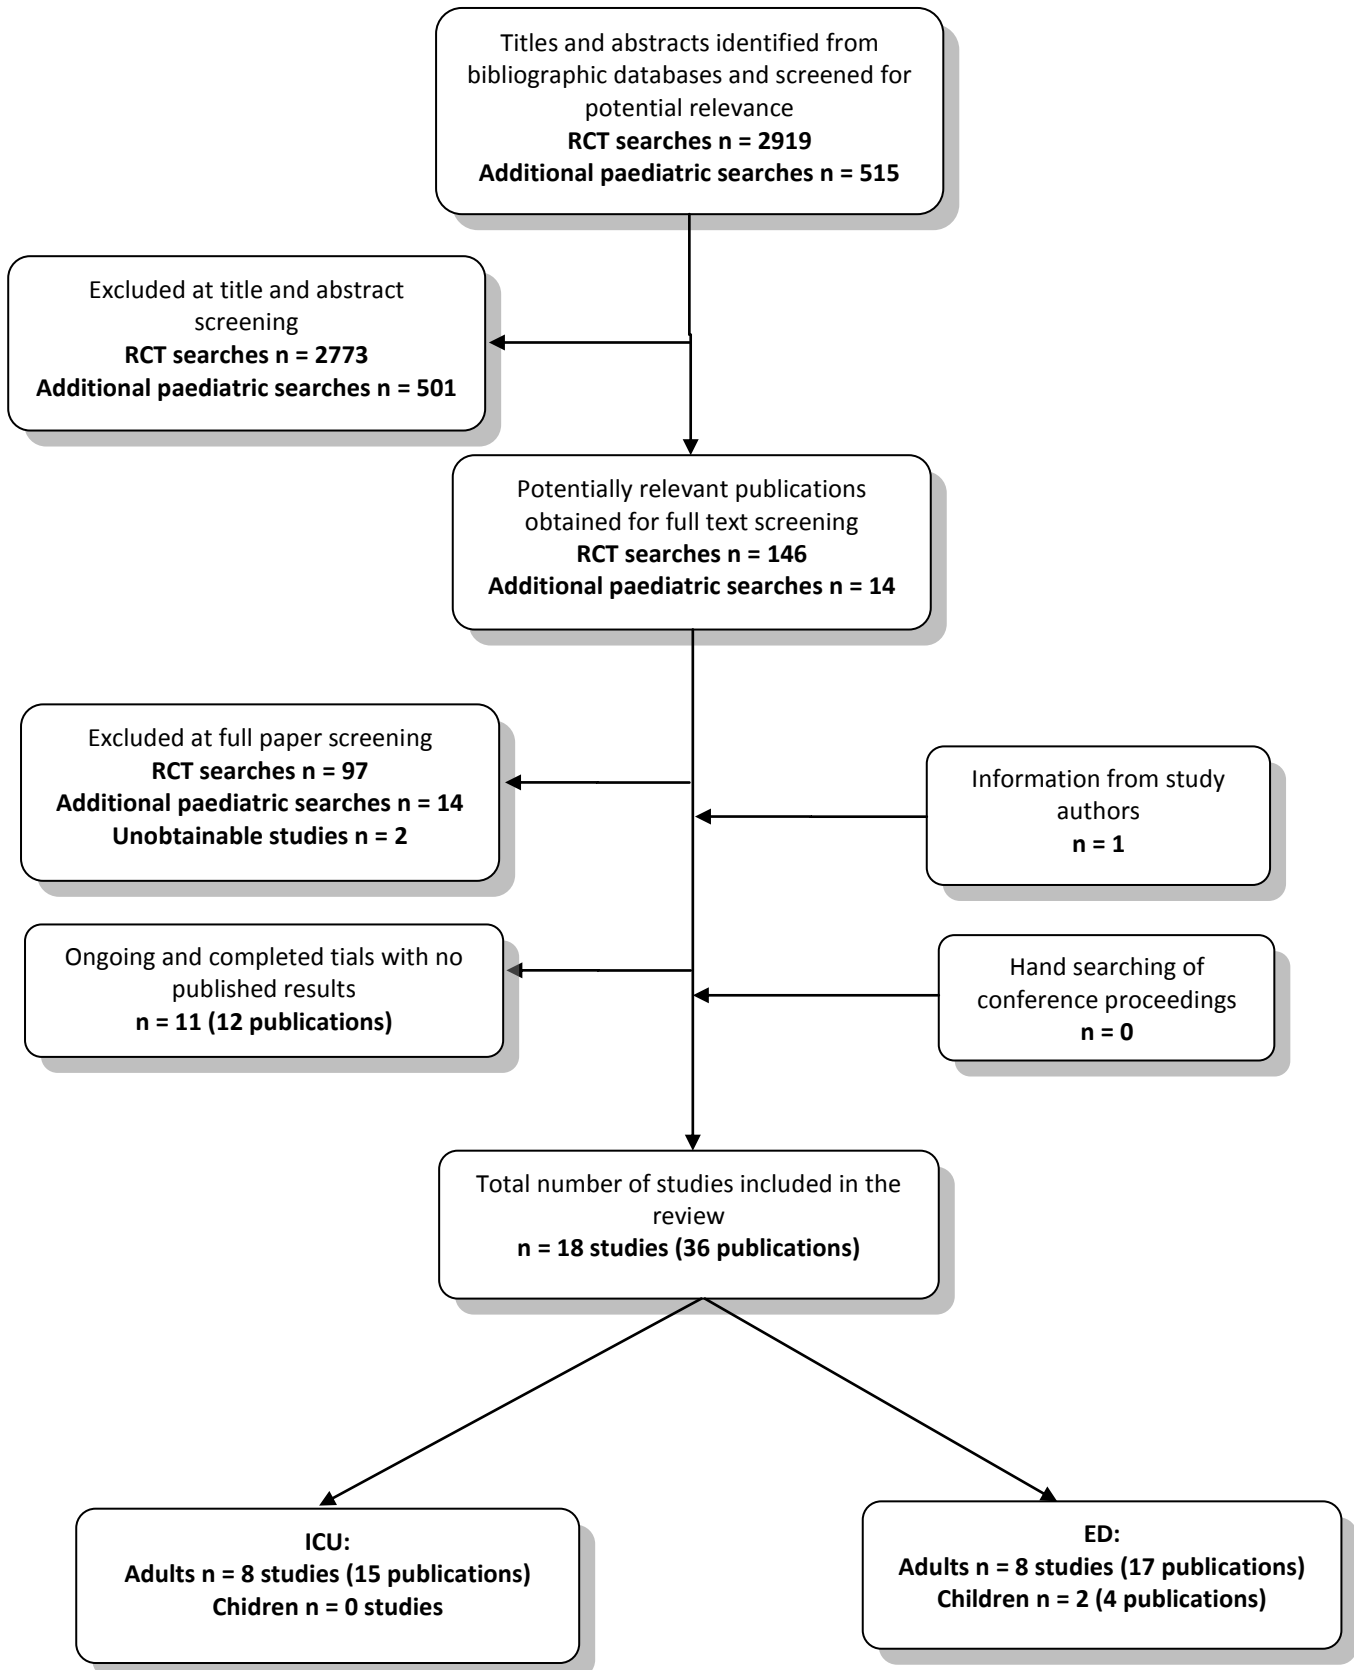 Titles and abstracts identified from
bibliographic databases and screened for
potential relevance
RCT searches n = 2919
Additional paediatric searches n = 515
Excluded at title and abstract
screening
RCT searches n = 2773
Additional paediatric searches n = 501
Potentially relevant publications
obtained for full text screening
RCT searches n = 146
Additional paediatric searches n = 14
Excluded at full paper screening
RCT searches n = 97
Additional paediatric searches n = 14
Unobtainable studies n = 2
Information from study
authors
n = 1
Ongoing and completed tials with no
published results
n = 11 (12 publications)
Hand searching of
conference proceedings
n = 0
Total number of studies included in the
review
n = 18 studies (36 publications)
ICU:
Adults n = 8 studies (15 publications)
Chidren n = 0 studies
ED:
Adults n = 8 studies (17 publications)
Children n = 2 (4 publications)